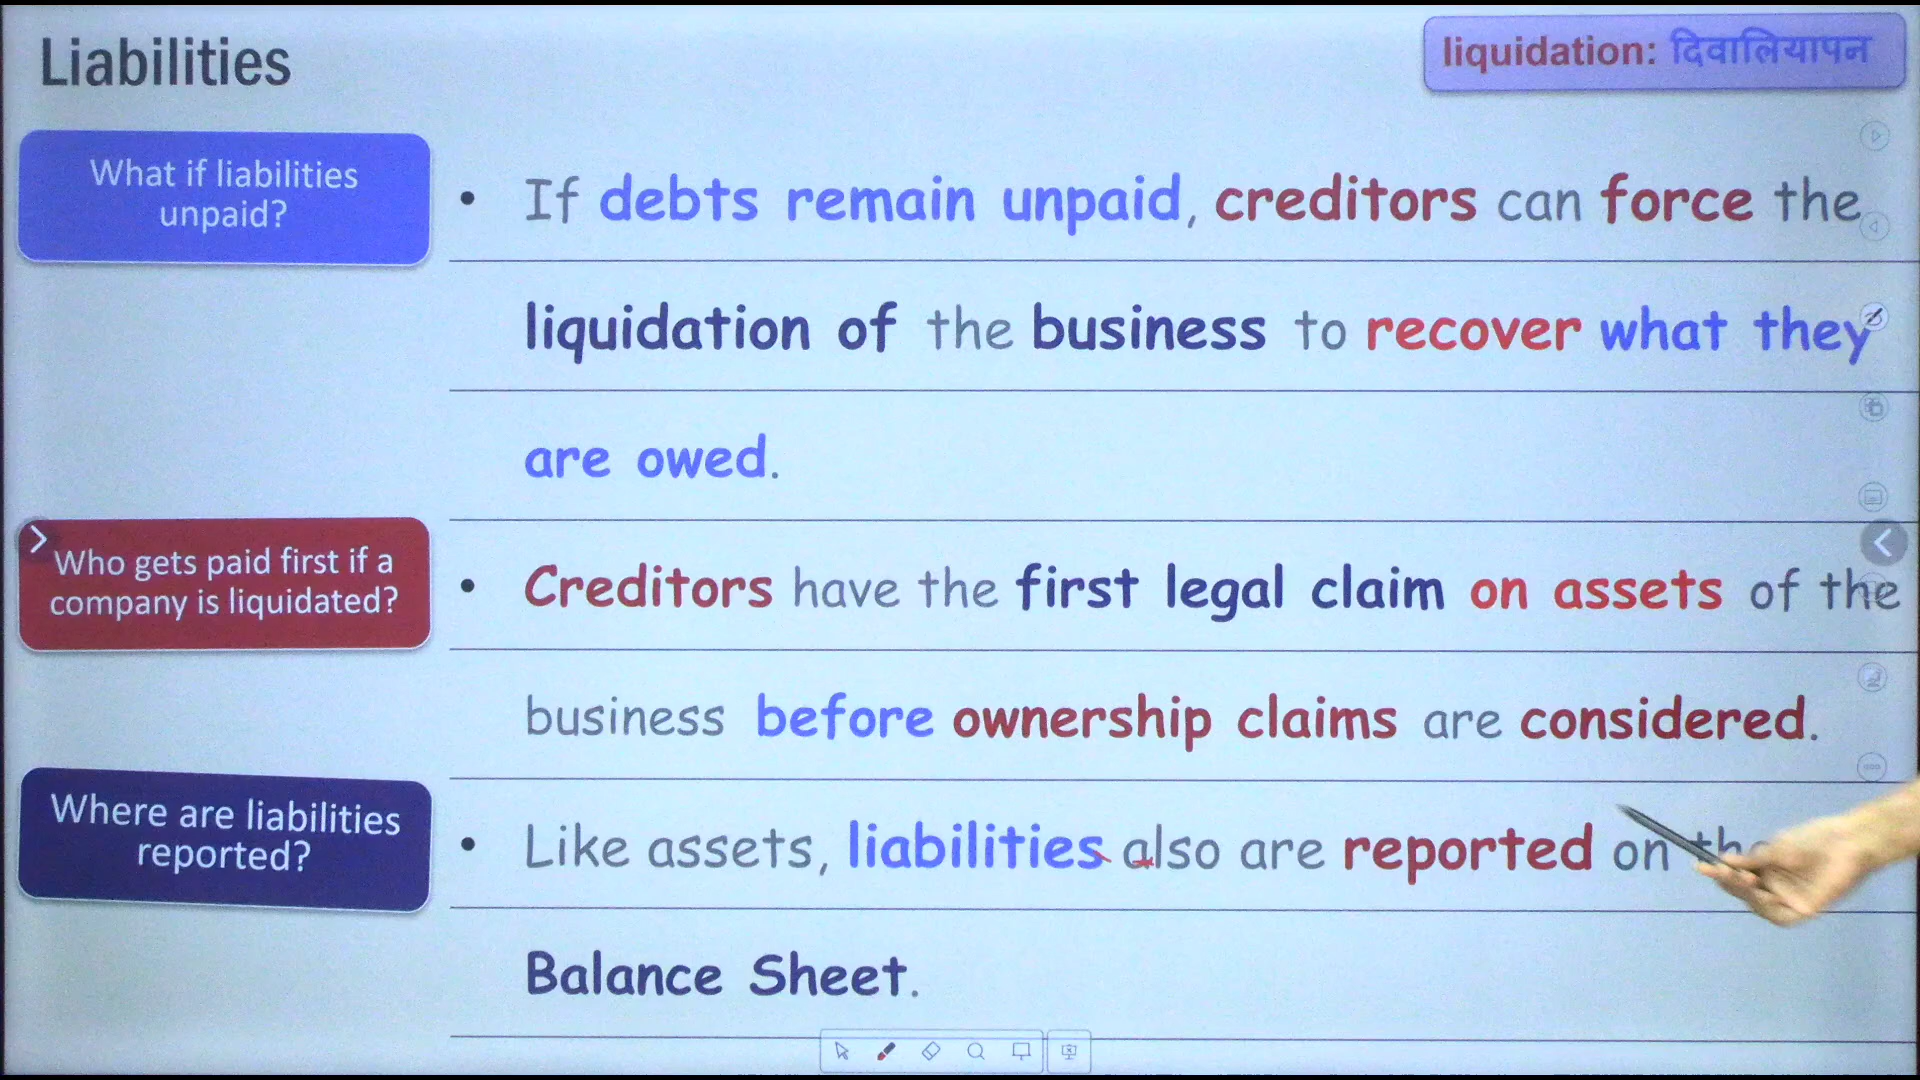 Liabilities
liquidation: दिवालियापन
What if liabilities
unpaid?
• If debts remain unpaid, creditors can force the
liquidation of the business to recover what they
are owed.
Who gets paid first if a
company is liquidated?
• Creditors have the first legal claim on assets of the
business before ownership claims are considered.
Where are liabilities
reported?
• Like assets, liabilities also are reported on
Balance Sheet.